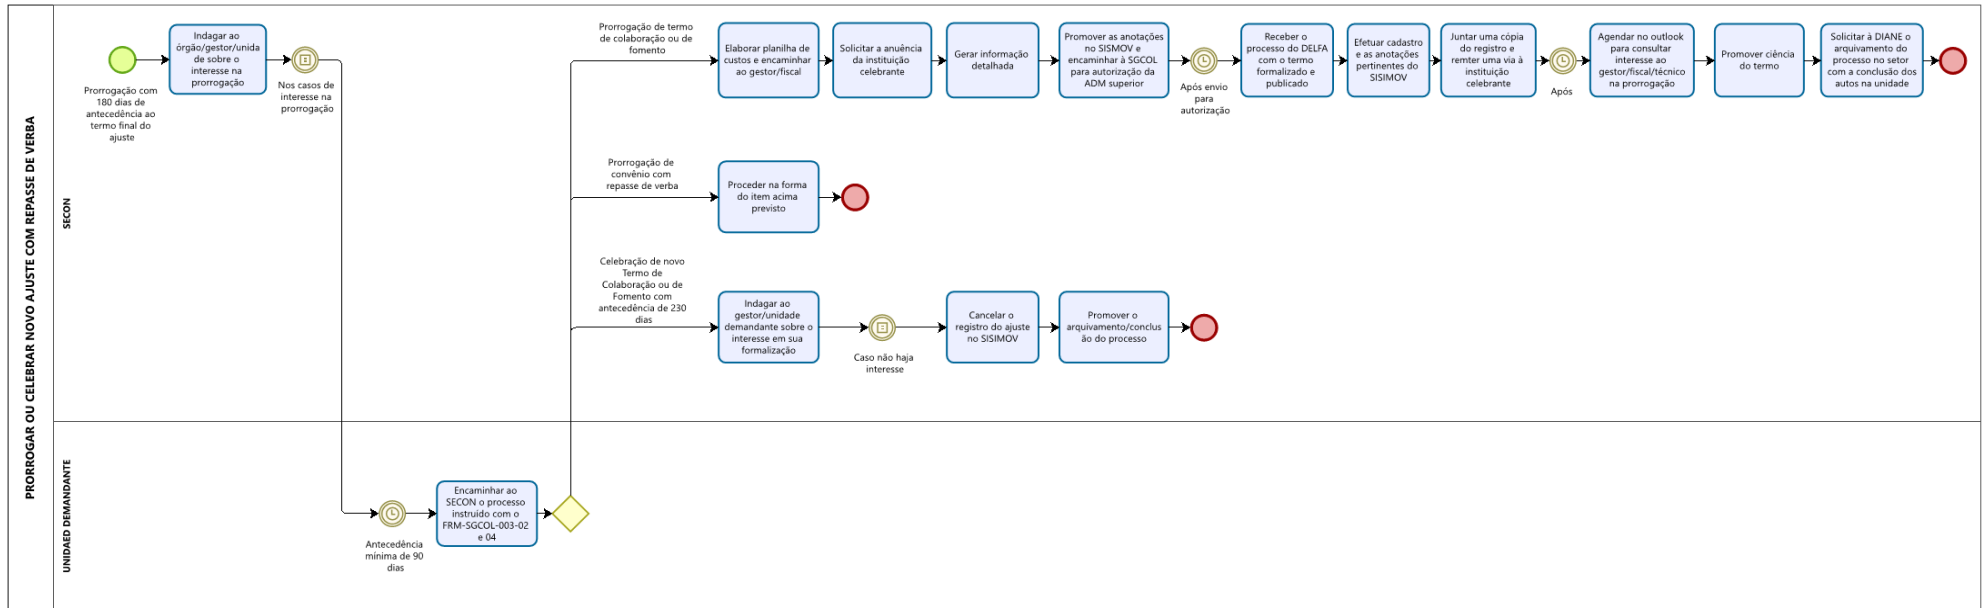 PRORROGAR OU CELEBRAR NOVO AJUSTE COM REPASSE DE VERBA
SECON
Prorrogação com
180 dias de
antecedência ao
termo final do
ajuste
Indagar ao
órgão/gestor/unida
de sobre o
interesse na
prorrogação
Nos casos de
interesse na
prorrogação
Prorrogação de termo
de colaboração ou de
fomento
Elaborar planilha de
custos e encaminhar
ao gestor/fiscal
Solicitar a anuência
da instituição
celebrante
Gerar informação
detalhada
Promover as anotações
no SISMOV e
encaminhar à SGCOL
para autorização da
ADM superior
Após envio
para
autorização
Receber o
processo do DELFA
com o termo
formalizado e
publicado
Efetuar cadastro
e as anotações
pertinentes do
SISIMOV
Juntar uma cópia
do registro e
remter uma via à
instituição
celebrante
Após
Agendar no outlook
para consultar
interesse ao
gestor/fiscal/técnico
na prorrogação
Promover ciência
do termo
Solicitar à DIANE o
arquivamento do
processo no setor
com a conclusão dos
autos na unidade
Prorrogação de
convênio com
repasse de verba
Proceder na forma
do item acima
previsto
Celebração de novo
Termo de
Colaboração ou de
Fomento com
antecedência de 230
dias
Indagar ao
gestor/unidade
demandante sobre o
interesse em sua
formalização
Caso não haja
interesse
Cancelar o
registro do ajuste
no SISIMOV
Promover o
arquivamento/conclus
ão do processo
UNIDAED DEMANDANTE
Antecedência
mínima de 90
dias
Encaminhar ao
SECON o processo
instruído com o
FRM-SGCOL-003-02
e 04